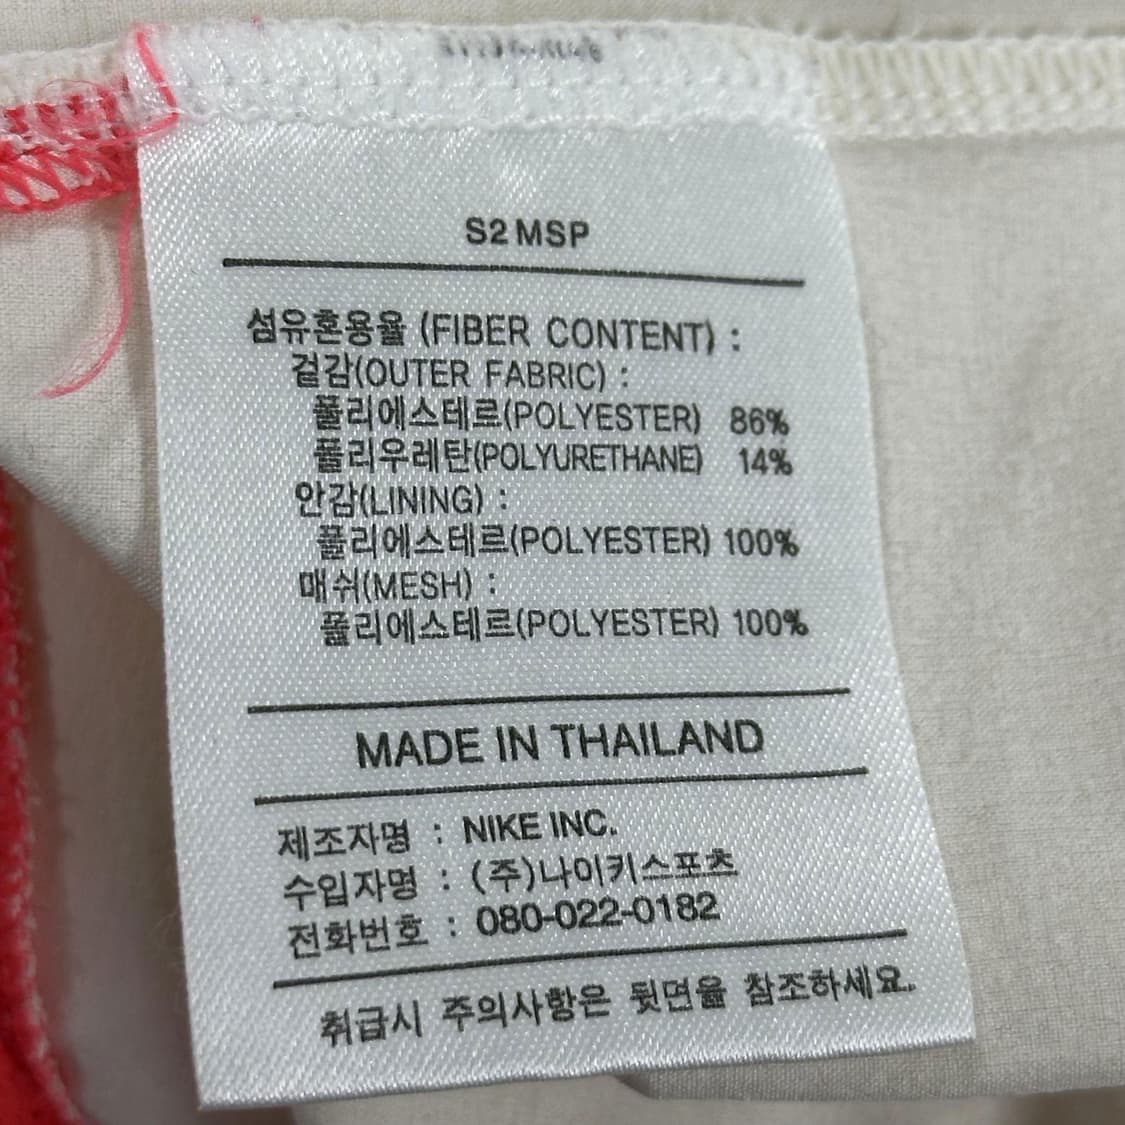 S2 MSP
섬유혼용율 (FIBER CONTENT) :
겉감(OUTER FABRIC) :
폴리에스테르(POLYESTER) 86%
폴리우레탄(POLYURETHANE) 14%
안감(LINING) :
폴리에스테르(POLYESTER) 100%
매쉬(MESH) :
폴리에스테르(POLYESTER) 100%
MADE IN THAILAND
제조자명 : NIKE INC.
수입자명 : (주)나이키스포츠
전화번호 : 080-022-0182
취급시 주의사항은 뒷면을 참조하세요.